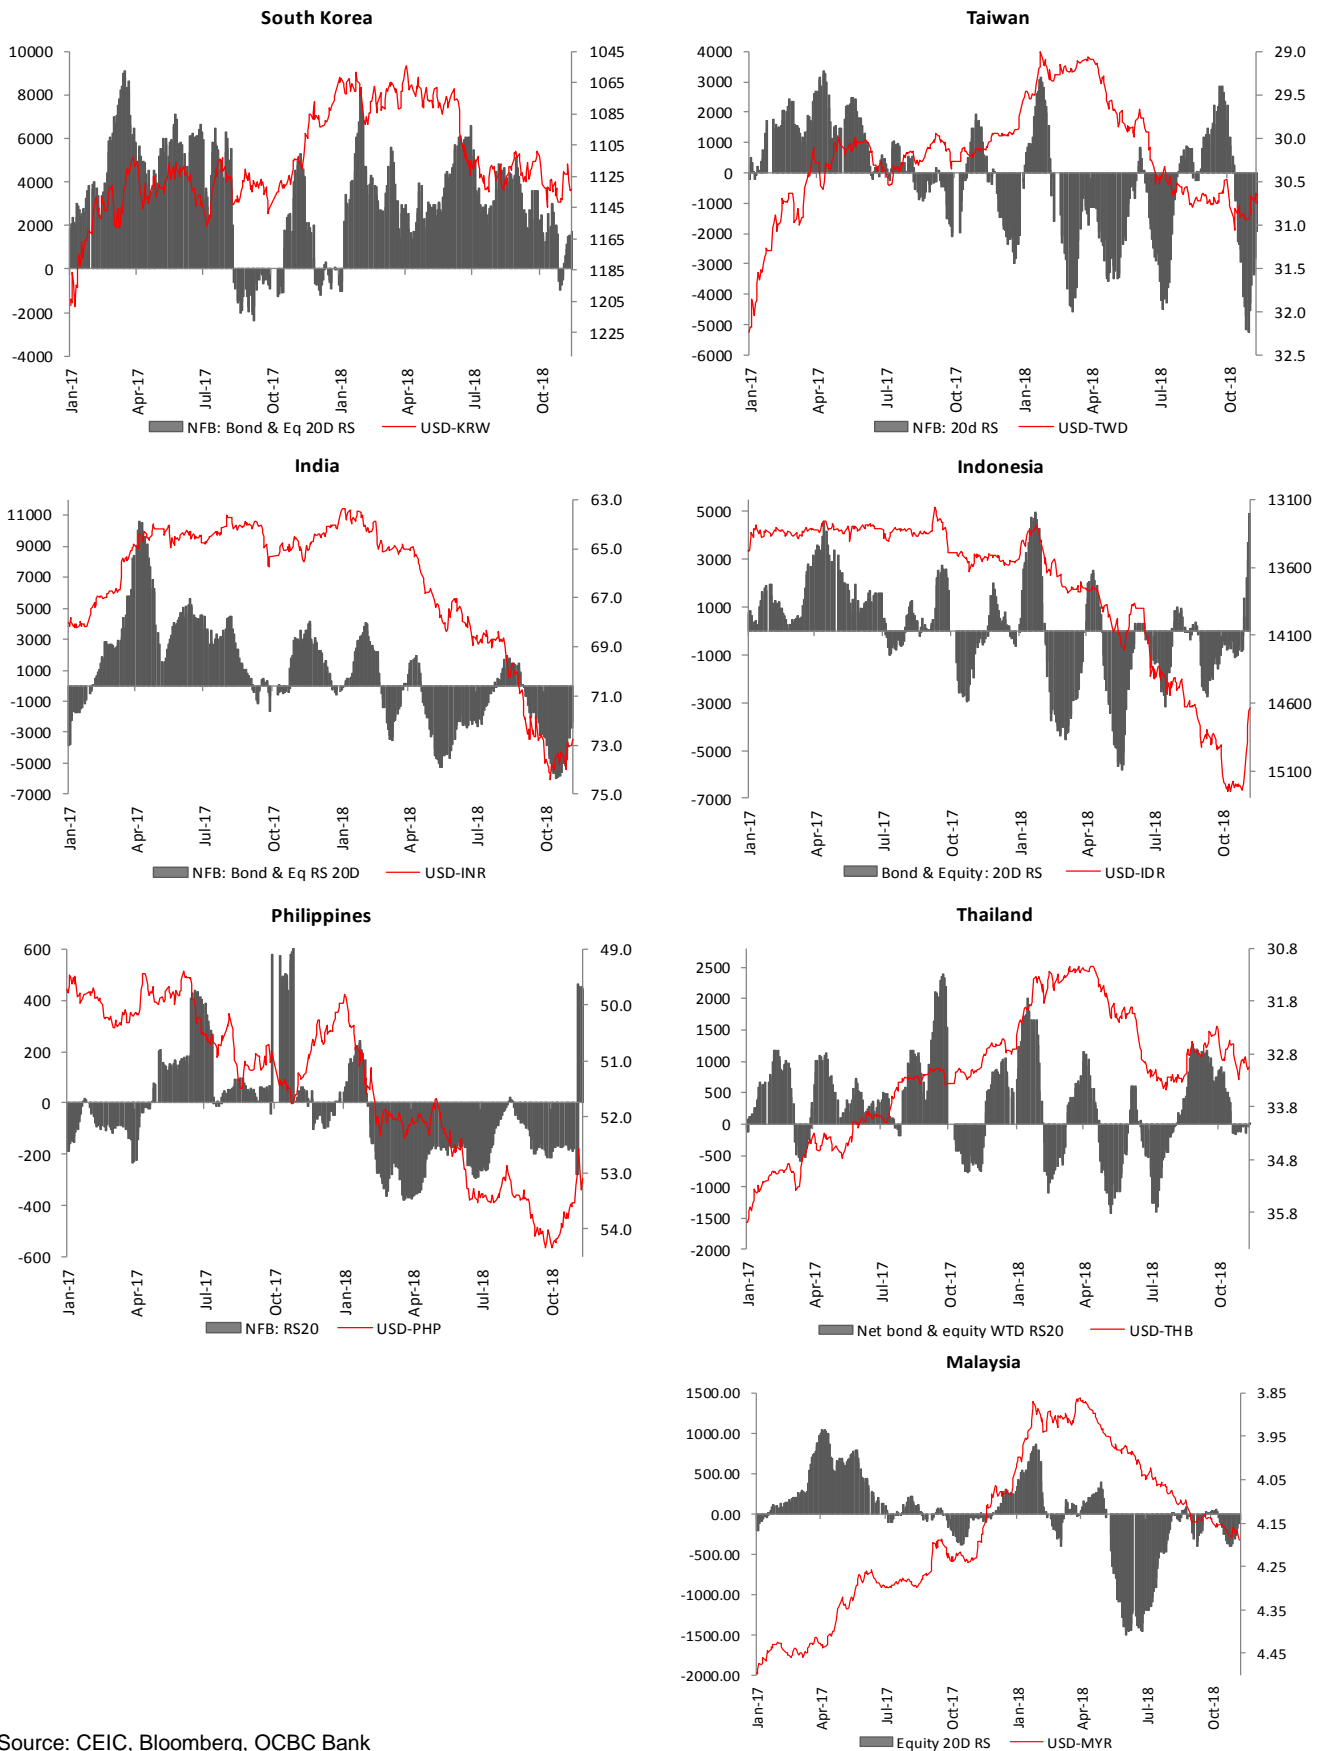 South Korea
10000
8000
6000
4000
2000
0
-2000
-4000
1045
1065
1085
1105
1125
1145
1165
1185
1205
1225
Jan-17
Apr-17
Jul-17
Oct-17
Jan-18
Apr-18
Jul-18
Oct-18
NFB: Bond & Eq 20D RS USD-KRW
Taiwan
4000
3000
2000
1000
0
-1000
-2000
-3000
-4000
-5000
-6000
29.0
29.5
30.0
30.5
31.0
31.5
32.0
32.5
Jan-17
Apr-17
Jul-17
Oct-17
Jan-18
Apr-18
Jul-18
Oct-18
NFB: 20d RS USD-TWD
India
11000
9000
7000
5000
3000
1000
-1000
-3000
-5000
-7000
63.0
65.0
67.0
69.0
71.0
73.0
75.0
Jan-17
Apr-17
Jul-17
Oct-17
Jan-18
Apr-18
Jul-18
Oct-18
NFB: Bond & Eq RS 20D USD-INR
Indonesia
5000
3000
1000
-1000
-3000
-5000
-7000
13100
13600
14100
14600
15100
Jan-17
Apr-17
Jul-17
Oct-17
Jan-18
Apr-18
Jul-18
Oct-18
Bond & Equity: 20D RS USD-IDR
Philippines
600
400
200
0
-200
-400
-600
49.0
50.0
51.0
52.0
53.0
54.0
Jan-17
Apr-17
Jul-17
Oct-17
Jan-18
Apr-18
Jul-18
Oct-18
NFB: RS20 USD-PHP
Thailand
2500
2000
1500
1000
500
0
-500
-1000
-1500
-2000
30.8
31.8
32.8
33.8
34.8
35.8
Jan-17
Apr-17
Jul-17
Oct-17
Jan-18
Apr-18
Jul-18
Oct-18
Net bond & equity WTD RS20 USD-THB
Malaysia
1500.00
1000.00
500.00
0.00
-500.00
-1000.00
-1500.00
-2000.00
3.85
3.95
4.05
4.15
4.25
4.35
4.45
Jan-17
Apr-17
Jul-17
Oct-17
Jan-18
Apr-18
Jul-18
Oct-18
Equity 20D RS USD-MYR
Source: CEIC, Bloomberg, OCBC Bank